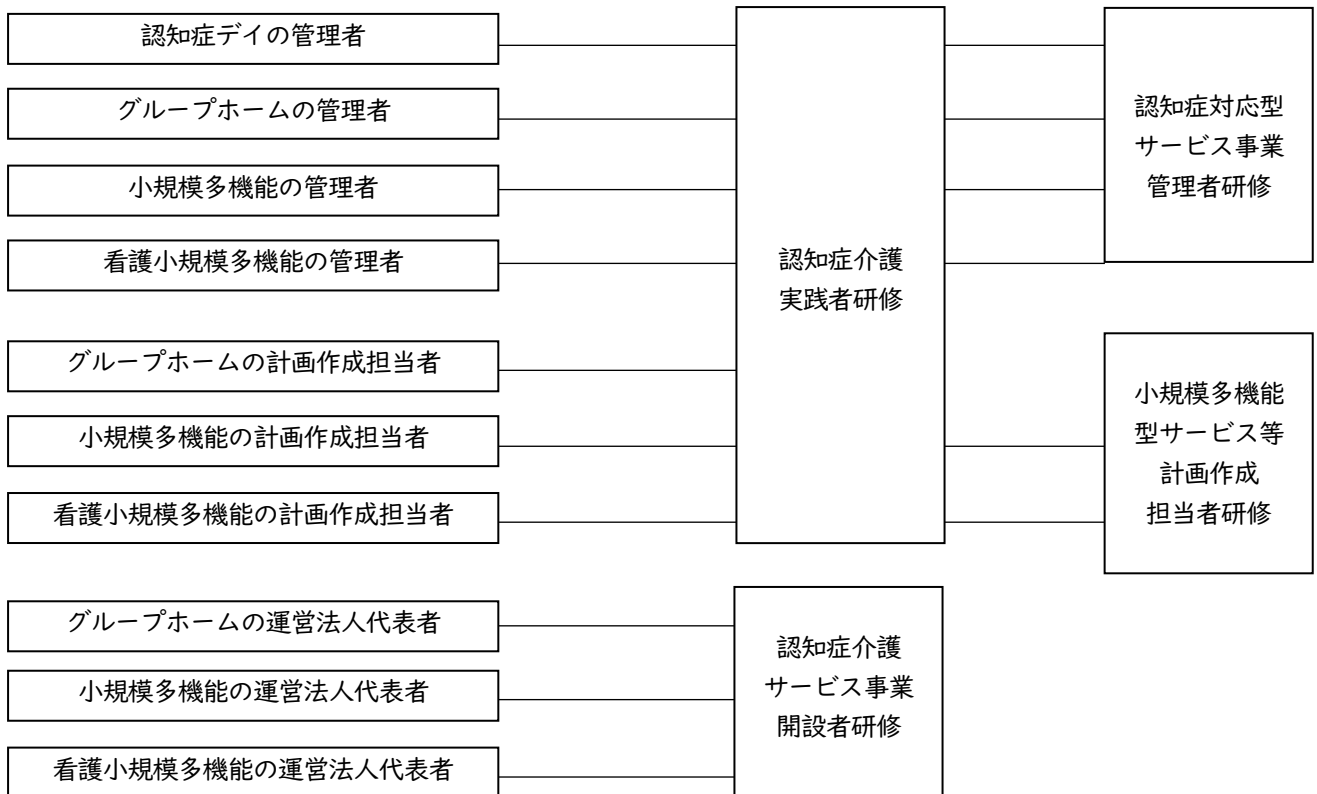 認知症デイの管理者
グループホームの管理者
小規模多機能の管理者
看護小規模多機能の管理者
グループホームの計画作成担当者
小規模多機能の計画作成担当者
看護小規模多機能の計画作成担当者
認知症介護
実践者研修
認知症対応型
サービス事業
管理者研修
小規模多機能
型サービス等
計画作成
担当者研修
グループホームの運営法人代表者
小規模多機能の運営法人代表者
看護小規模多機能の運営法人代表者
認知症介護
サービス事業
開設者研修